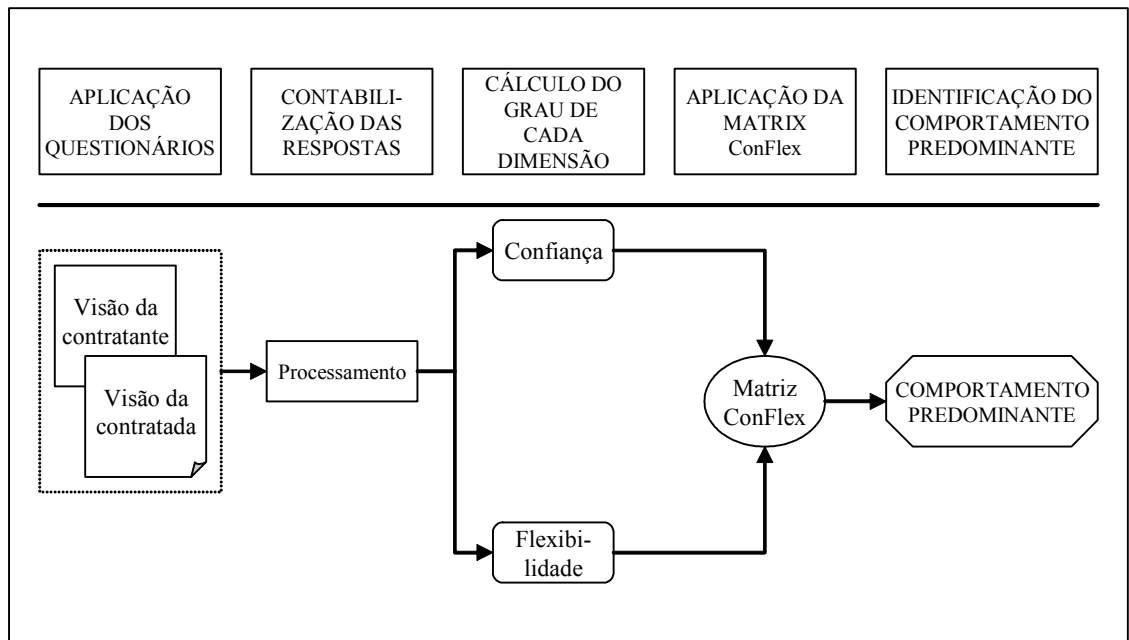 APLICAÇÃO
DOS
QUESTIONÁRIOS
CONTABILI-
ZAÇÃO DAS
RESPOSTAS
CÁLCULO DO
GRAU DE
CADA
DIMENSÃO
APLICAÇÃO DA
MATRIX
ConFlex
IDENTIFICAÇÃO DO
COMPORTAMENTO
PREDOMINANTE
Visão da
contratante
Visão da
contratada
Processamento
Confiança
Flexibi-
lidade
Matriz
ConFlex
COMPORTAMENTO
PREDOMINANTE